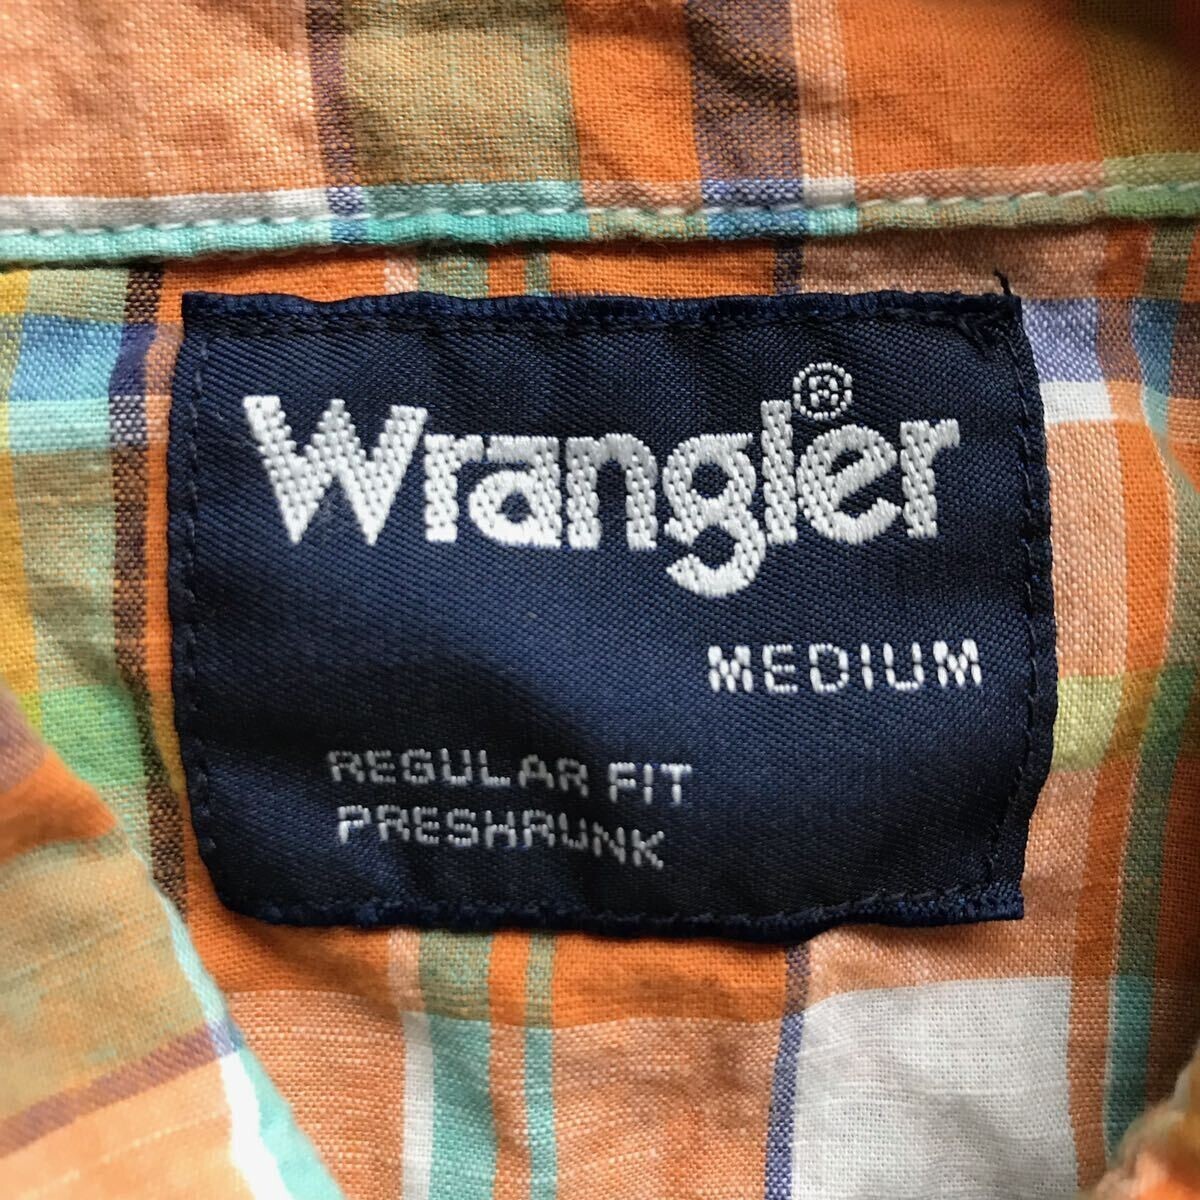 Wrangler®
MEDIUM
REGULAR FIT
PRESHRUNK